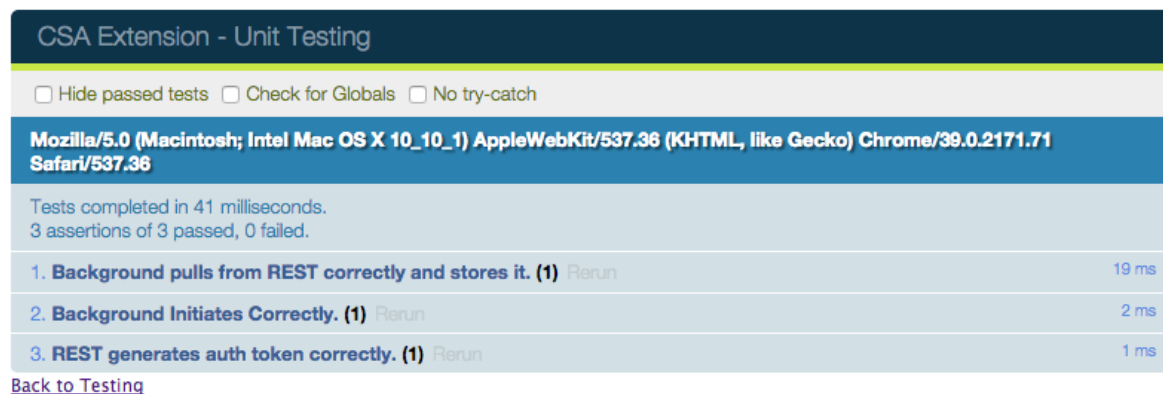 CSA Extension - Unit Testing
Hide passed tests Check for Globals No try-catch
Mozilla/5.0 (Macintosh; Intel Mac OS X 10_10_1) AppleWebKit/537.36 (KHTML, like Gecko) Chrome/39.0.2171.71
Safari/537.36
Tests completed in 41 milliseconds.
3 assertions of 3 passed, 0 failed.
1. Background pulls from REST correctly and stores it. (1) Rerun 19 ms
2. Background Initiates Correctly. (1) Rerun 2 ms
3. REST generates auth token correctly. (1) Rerun 1 ms
Back to Testing